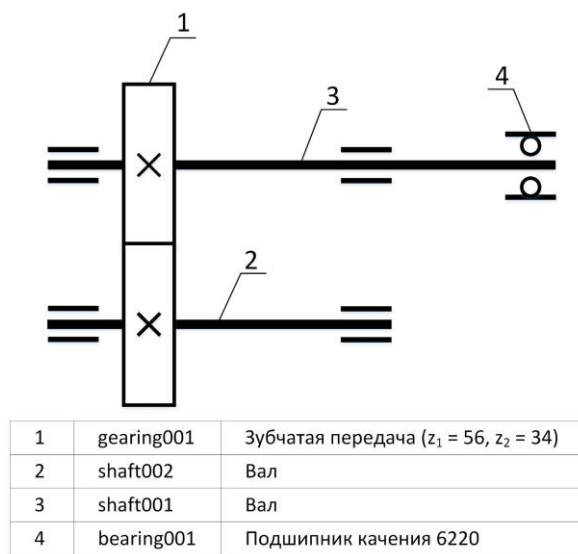 1
3
4
2
1 gearing001 Зубчатая передача (z₁ = 56, z₂ = 34)
2 shaft002 Вал
3 shaft001 Вал
4 bearing001 Подшипник качения 6220